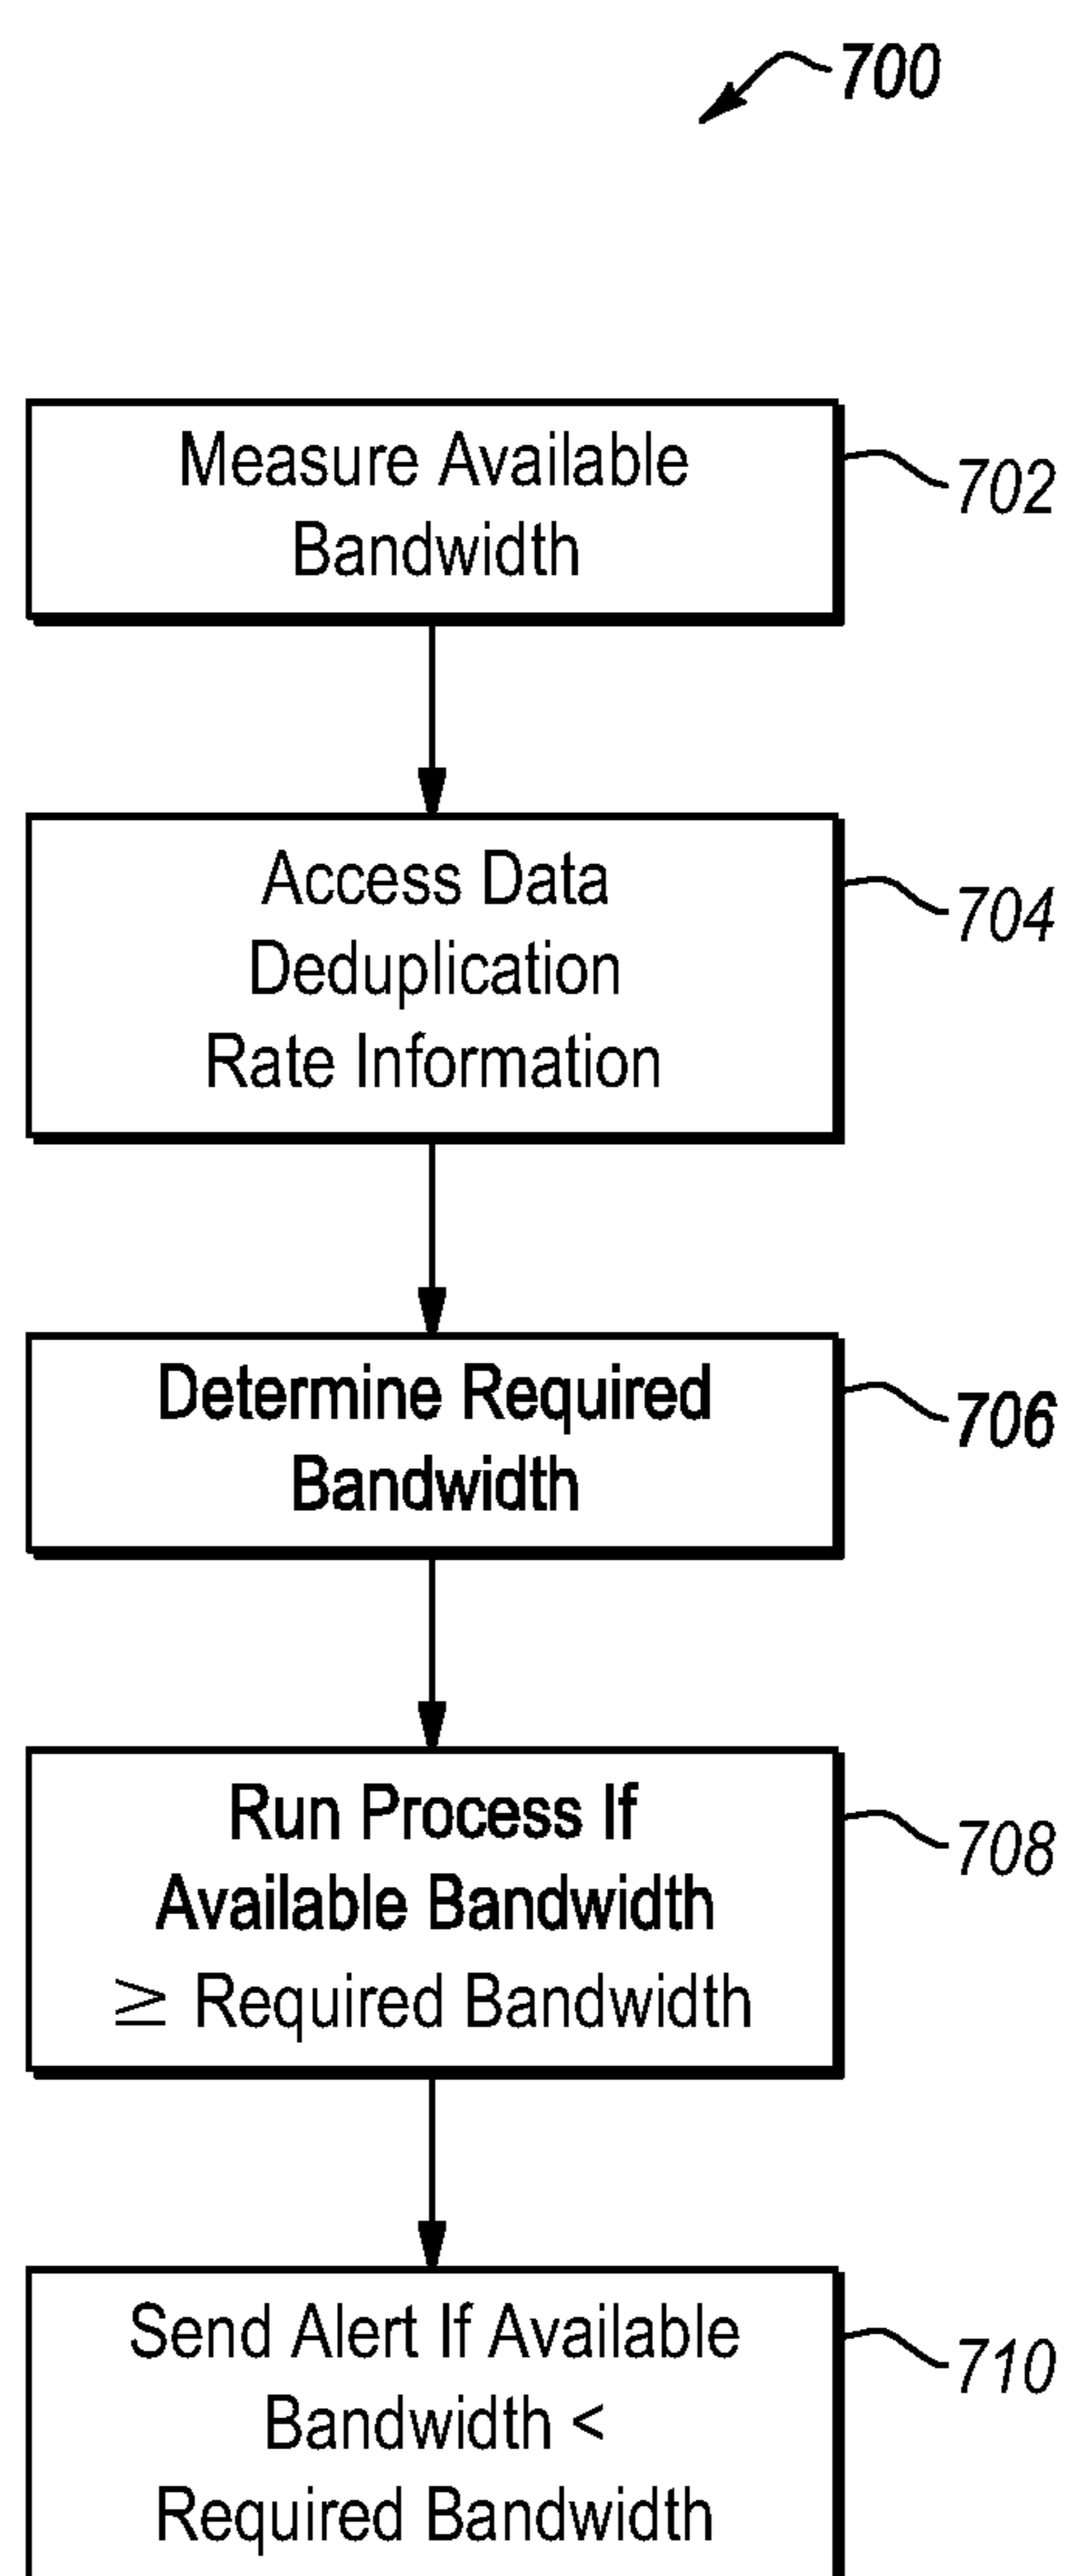 700
Measure Available
Bandwidth
702
Access Data
Deduplication
Rate Information
704
Determine Required
Bandwidth
706
Run Process If
Available Bandwidth
≥ Required Bandwidth
708
Send Alert If Available
Bandwidth <
Required Bandwidth
710